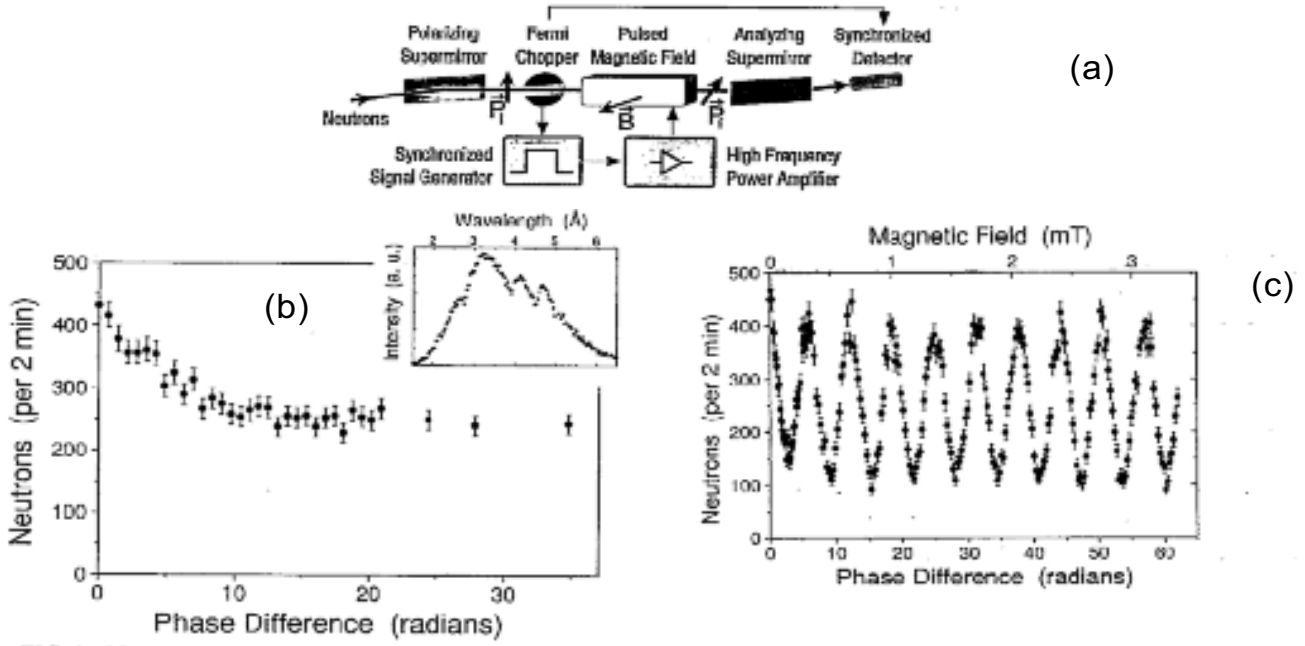 Polarizing
Supermirror
Fermi
Chopper
Pulsed
Magnetic Field
Analyzing
Supermirror
Synchronized
Detector
(a)
Neutrons
P_i
B
Synchronized
Signal Generator
High Frequency
Power Amplifier
Wavelength (Å)
2 3 4 5 6
Intensity (a. u.)
(b)
Neutrons (per 2 min)
500
400
300
200
100
0
0 10 20 30
Phase Difference (radians)
Magnetic Field (mT)
0 1 2 3
(c)
Neutrons (per 2 min)
500
400
300
200
100
0
0 10 20 30 40 50 60
Phase Difference (radians)